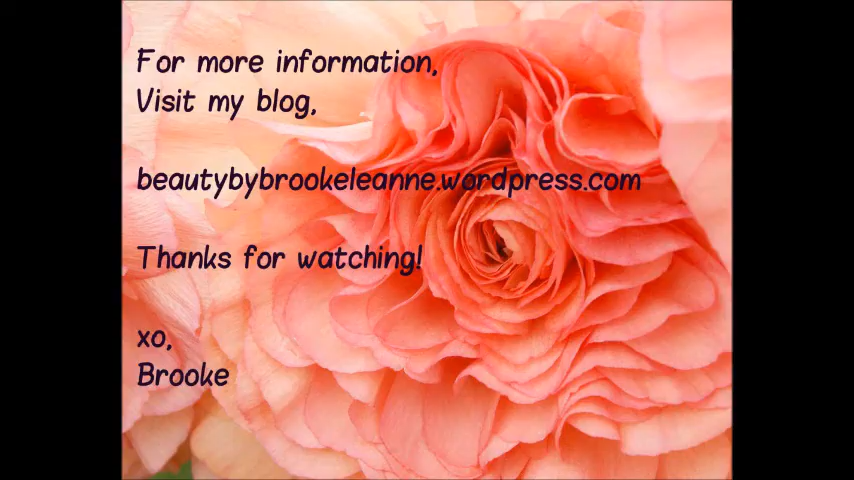 For more information,
Visit my blog,
beautybybrookeleanne.wordpress.com
Thanks for watching!
xo,
Brooke